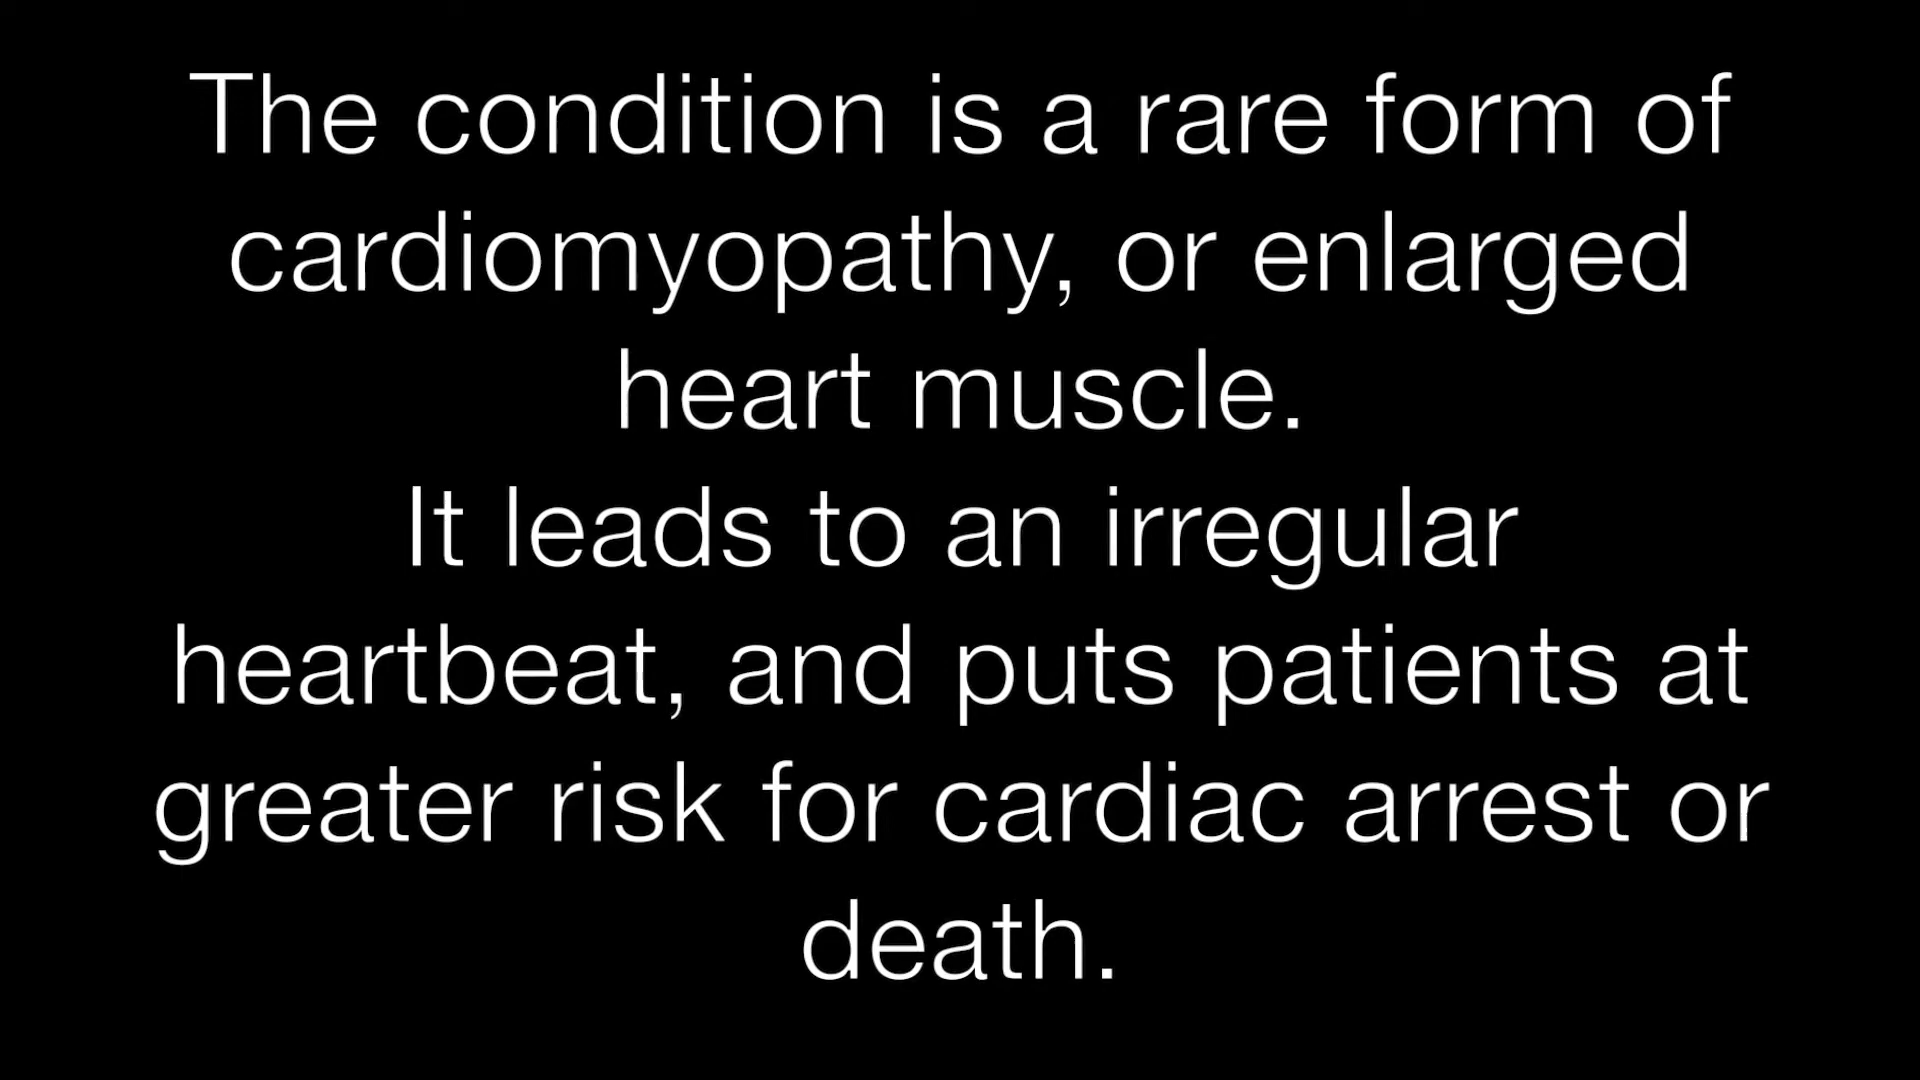 The condition is a rare form of
cardiomyopathy, or enlarged
heart muscle.
It leads to an irregular
heartbeat, and puts patients at
greater risk for cardiac arrest or
death.